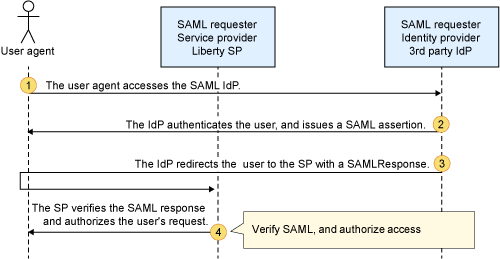 User agent
SAML requester
Service provider
Liberty SP
SAML requester
Identity provider
3rd party IdP
1
The user agent accesses the SAML IdP.
The IdP authenticates the user, and issues a SAML assertion.
2
The IdP redirects the  user to the SP with a SAMLResponse.
3
The SP verifies the SAML response
and authorizes the user's request.
4
Verify SAML, and authorize access